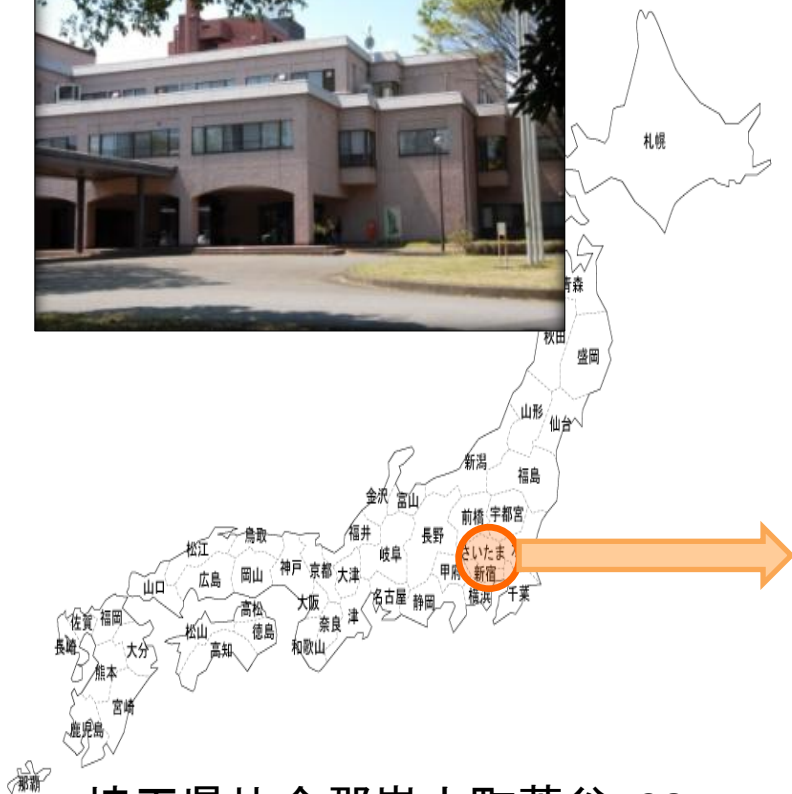 札幌
青森
秋田
盛岡
山形
仙台
新潟
福島
金沢
富山
前橋
宇都宮
福井
長野
鳥取
松江
岐阜
さいたま
新宿
甲府
神戸
京都
大津
岡山
広島
山口
名古屋
静岡
横浜
千葉
大阪
高松
奈良
津
徳島
松山
高知
和歌山
佐賀
福岡
長崎
大分
熊本
宮崎
鹿児島
那覇